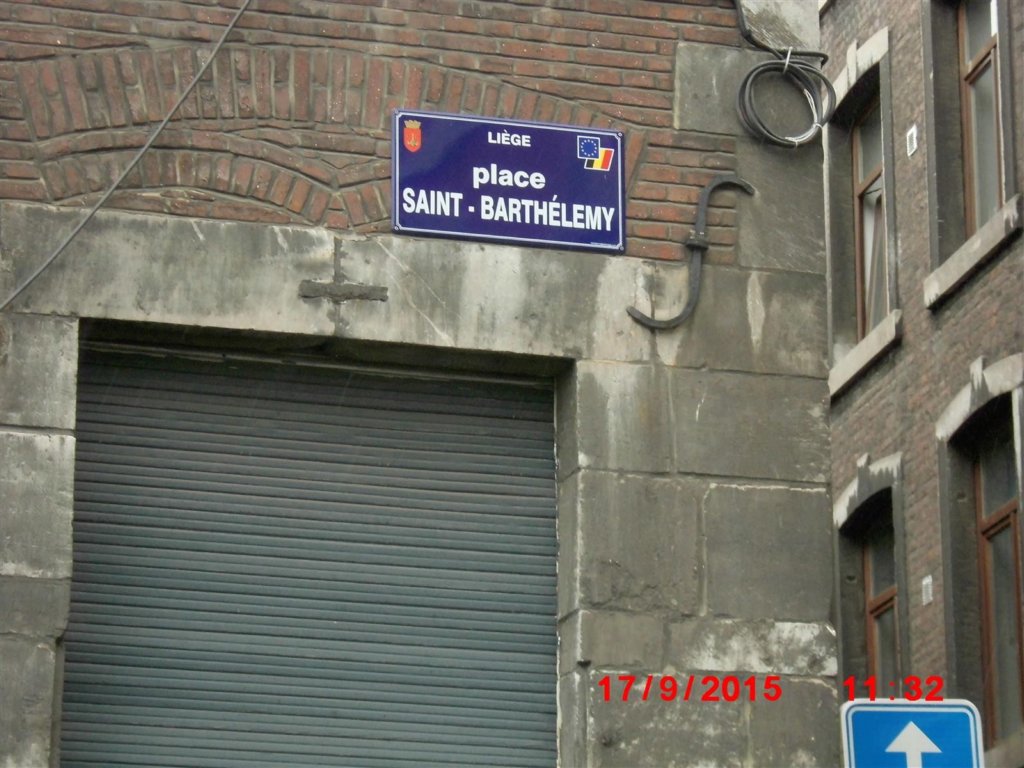 LIÈGE
place
SAINT - BARTHÉLEMY
17/9/2015 11:32